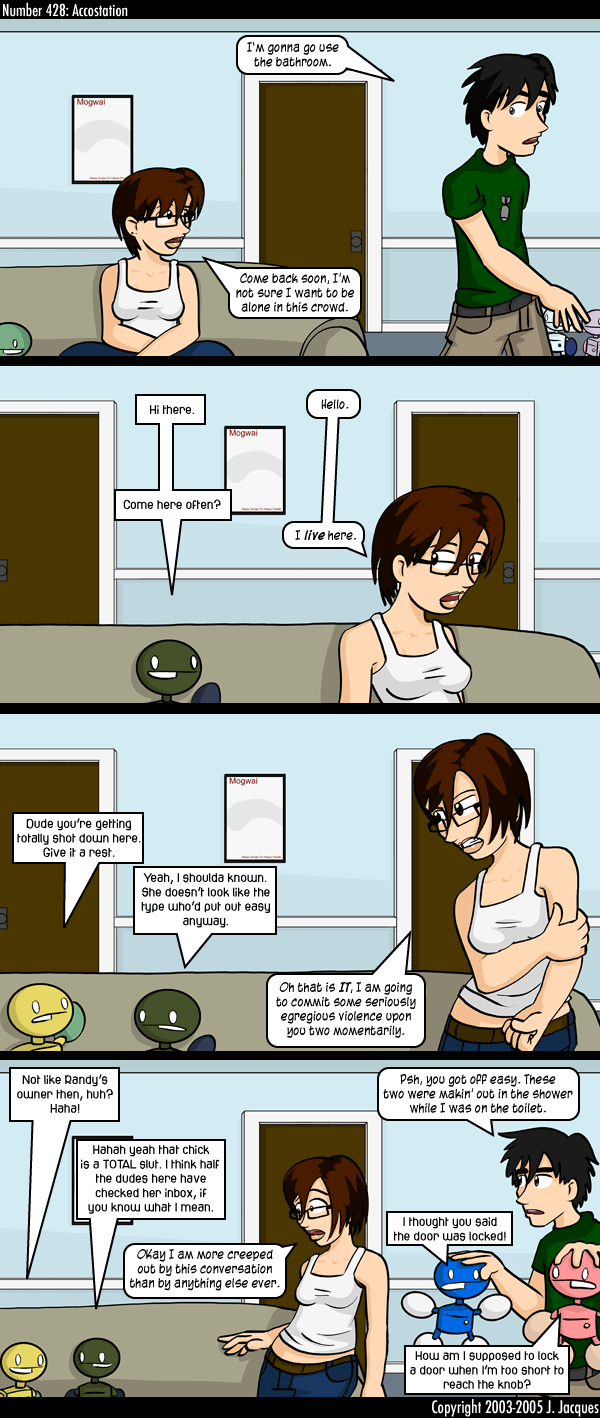 Number 428: Accostation
I'm gonna go use
the bathroom.
Mogwai
Come back soon, I'm
not sure I want to be
alone in this crowd.
Hi there.
Come here often?
Hello.
I live here.
Mogwai
Dude you're getting
totally shot down here.
Give it a rest.
Yeah, I shoulda known.
She doesn't look like the
type who'd put out easy
anyway.
Mogwai
Oh that is IT, I am going
to commit some seriously
egregious violence upon
you two momentarily.
Not like Randy's
owner then, huh?
Haha!
Hahah yeah that chick
is a TOTAL slut. I think half
the dudes here have
checked her inbox, if
you know what I mean.
Okay I am more creeped
out by this conversation
than by anything else ever.
Psh, you got off easy. These
two were makin' out in the shower
while I was on the toilet.
I thought you said
the door was locked!
How am I supposed to lock
a door when I'm too short to
reach the knob?
Copyright 2003-2005 J. Jacques